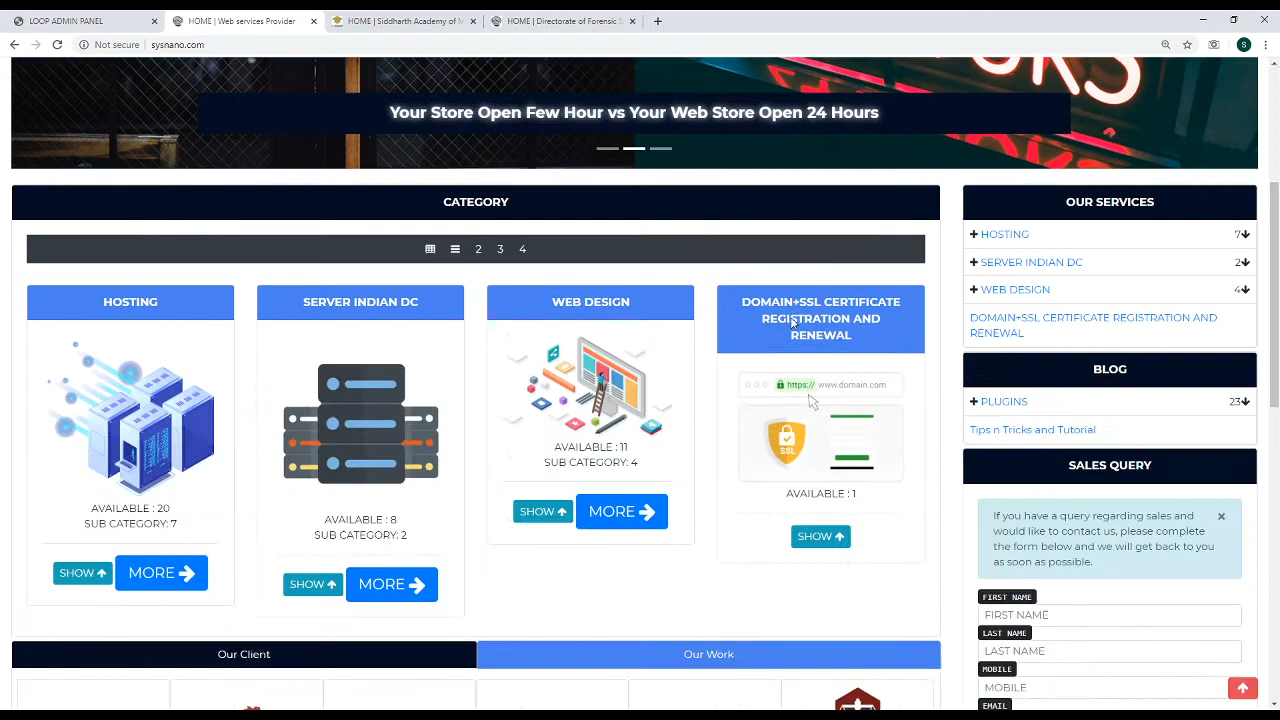 LOOP ADMIN PANEL
HOME | Web services Provider
HOME | Siddharth Academy of M
HOME | Directorate of Forensic S
Not secure | sysnano.com
S
Your Store Open Few Hour vs Your Web Store Open 24 Hours
CATEGORY
2 3 4
HOSTING
AVAILABLE : 20
SUB CATEGORY: 7
SHOW
MORE
SERVER INDIAN DC
AVAILABLE : 8
SUB CATEGORY: 2
SHOW
MORE
WEB DESIGN
AVAILABLE : 11
SUB CATEGORY: 4
SHOW
MORE
DOMAIN+SSL CERTIFICATE
REGISTRATION AND
RENEWAL
https:// www.domain.com
SSL
AVAILABLE : 1
SHOW
Our Client
Our Work
OUR SERVICES
HOSTING 7
SERVER INDIAN DC 2
WEB DESIGN 4
DOMAIN+SSL CERTIFICATE REGISTRATION AND
RENEWAL
BLOG
PLUGINS 23
Tips n Tricks and Tutorial
SALES QUERY
If you have a query regarding sales and
would like to contact us, please complete
the form below and we will get back to you
as soon as possible.
FIRST NAME
FIRST NAME
LAST NAME
LAST NAME
MOBILE
MOBILE
EMAIL